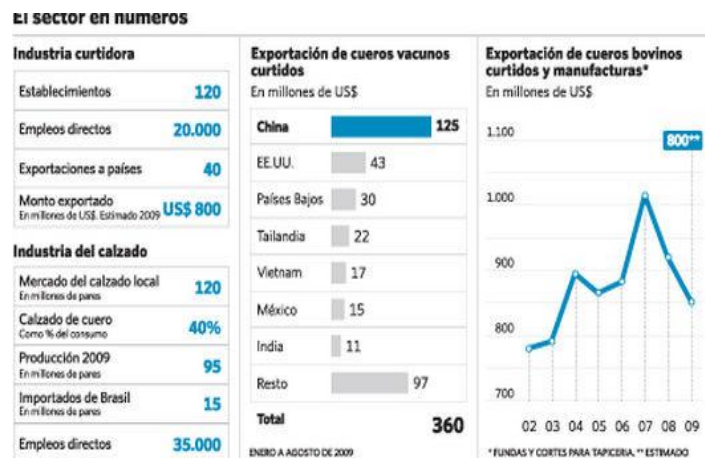 El sector en números
Industria curtidora
Establecimientos 120
Empleos directos 20.000
Exportaciones a países 40
Monto exportado
En millones de US$. Estimado 2009 US$ 800
Industria del calzado
Mercado del calzado local
En millones de pares 120
Calzado de cuero
Como % del consumo 40%
Producción 2009
En millones de pares 95
Importados de Brasil
En millones de pares 15
Empleos directos 35.000
Exportación de cueros vacunos
curtidos
En millones de US$
China 125
EE.UU. 43
Países Bajos 30
Tailandia 22
Vietnam 17
México 15
India 11
Resto 97
Total 360
ENERO A AGOSTO DE 2009
Exportación de cueros bovinos
curtidos y manufacturas*
En millones de US$
1.100
800**
1.000
900
800
700
02 03 04 05 06 07 08 09
* FUNDAS Y CORTES PARA TAPICERIA. ** ESTIMADO